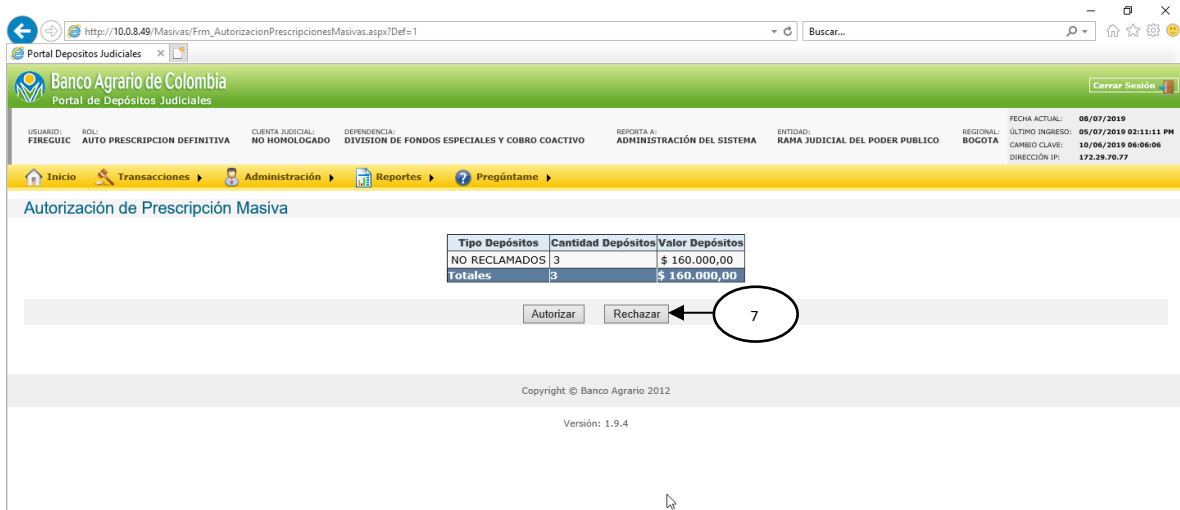 http://10.0.8.49/Masivas/Frm_AutorizacionPrescripcionesMasivas.aspx?Def=1
Buscar...
Portal Depositos Judiciales
Banco Agrario de Colombia
Portal de Depósitos Judiciales
Cerrar Sesión
USUARIO: ROL: CUENTA JUDICIAL: DEPENDENCIA: REPORTA A: ENTIDAD: REGIONAL:
FIREGUIC AUTO PRESCRIPCION DEFINITIVA NO HOMOLOGADO DIVISION DE FONDOS ESPECIALES Y COBRO COACTIVO ADMINISTRACIÓN DEL SISTEMA RAMA JUDICIAL DEL PODER PUBLICO BOGOTA
FECHA ACTUAL: 08/07/2019
ÚLTIMO INGRESO: 05/07/2019 02:11:11 PM
CAMBIO CLAVE: 10/06/2019 06:06:06
DIRECCIÓN IP: 172.29.70.77
Inicio Transacciones Administración Reportes Pregúntame
Autorización de Prescripción Masiva
Tipo Depósitos Cantidad Depósitos Valor Depósitos
NO RECLAMADOS 3 $ 160.000,00
Totales 3 $ 160.000,00
Autorizar Rechazar 7
Copyright © Banco Agrario 2012
Versión: 1.9.4